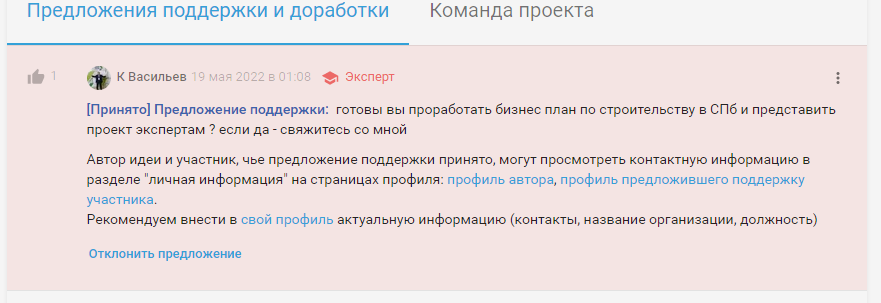 Предложения поддержки и доработки Команда проекта
1 К Васильев 19 мая 2022 в 01:08 Эксперт
[Принято] Предложение поддержки: готовы вы проработать бизнес план по строительству в СПб и представить
проект экспертам ? если да - свяжитесь со мной
Автор идеи и участник, чье предложение поддержки принято, могут просмотреть контактную информацию в
разделе "личная информация" на страницах профиля: профиль автора, профиль предложившего поддержку
участника.
Рекомендуем внести в свой профиль актуальную информацию (контакты, название организации, должность)
Отклонить предложение